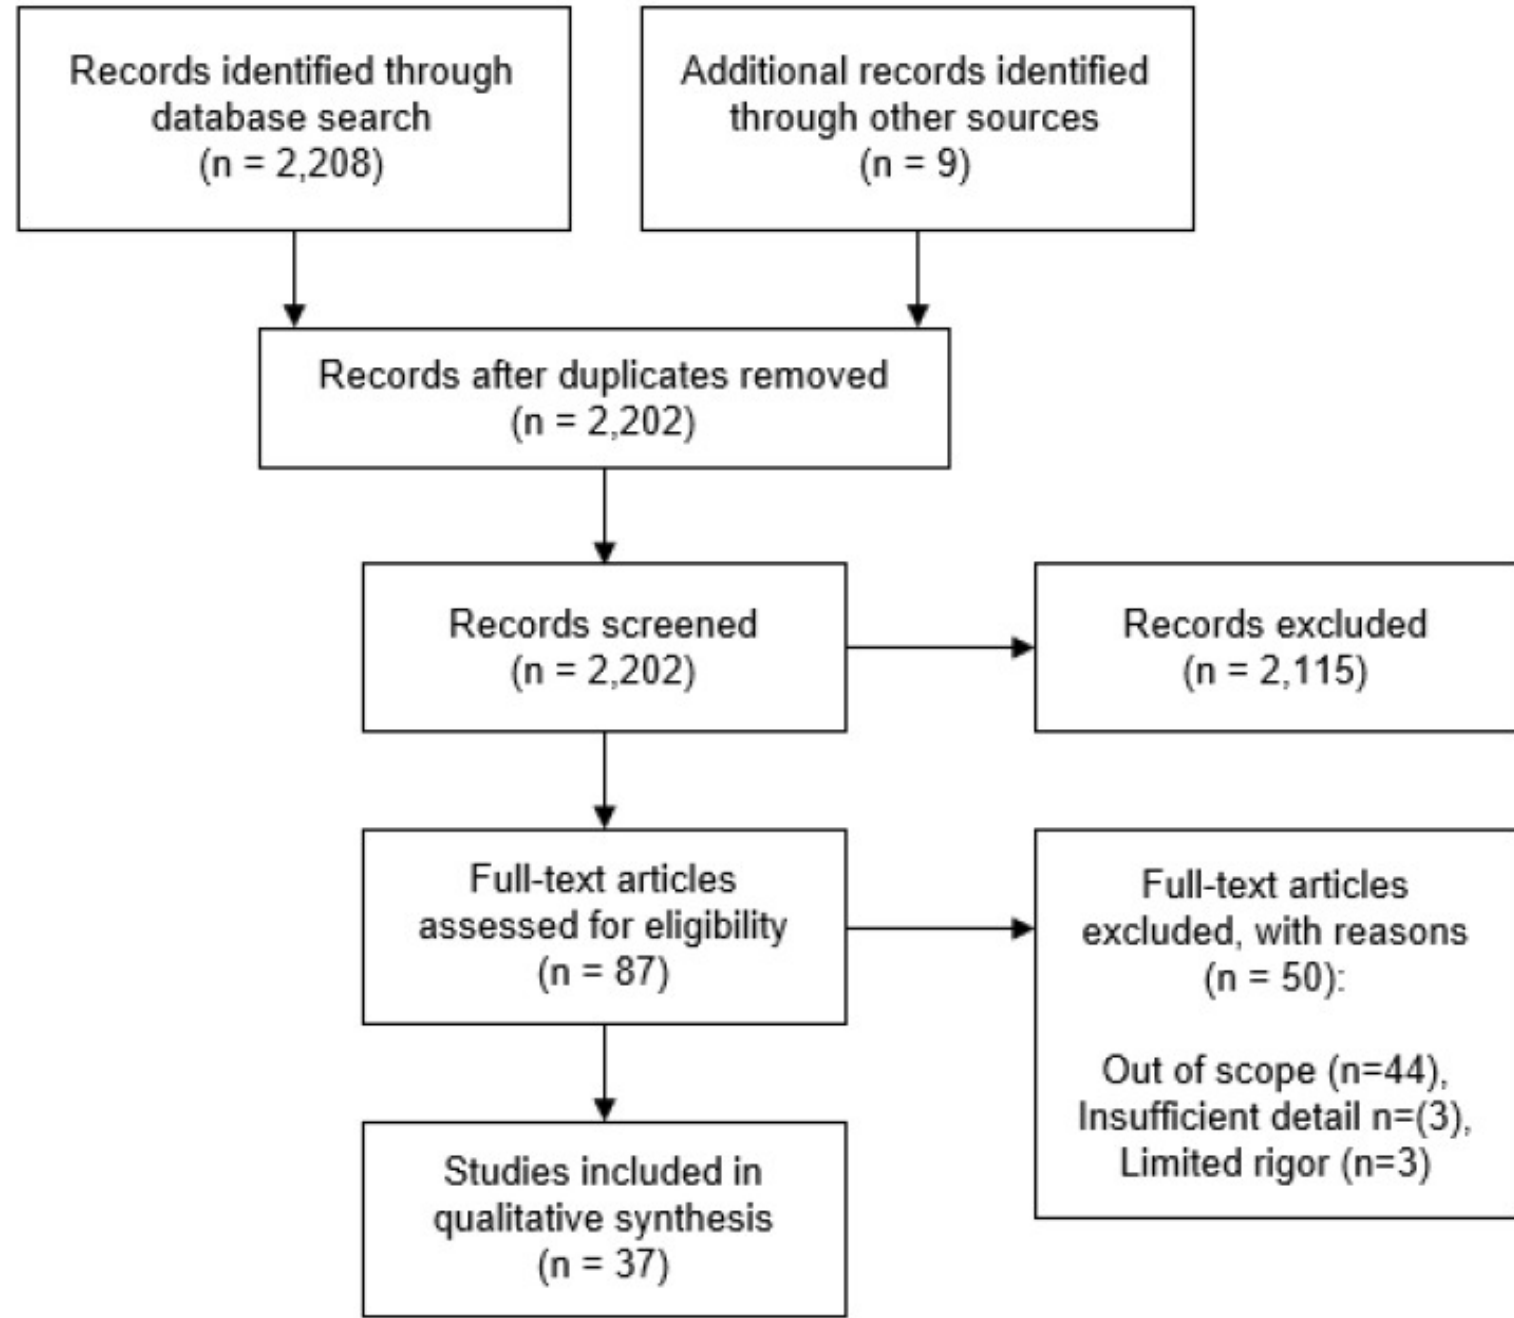 Records identified through
database search
(n = 2,208)
Additional records identified
through other sources
(n = 9)
Records after duplicates removed
(n = 2,202)
Records screened
(n = 2,202)
Records excluded
(n = 2,115)
Full-text articles
assessed for eligibility
(n = 87)
Full-text articles
excluded, with reasons
(n = 50):
Out of scope (n=44),
Insufficient detail n=(3),
Limited rigor (n=3)
Studies included in
qualitative synthesis
(n = 37)